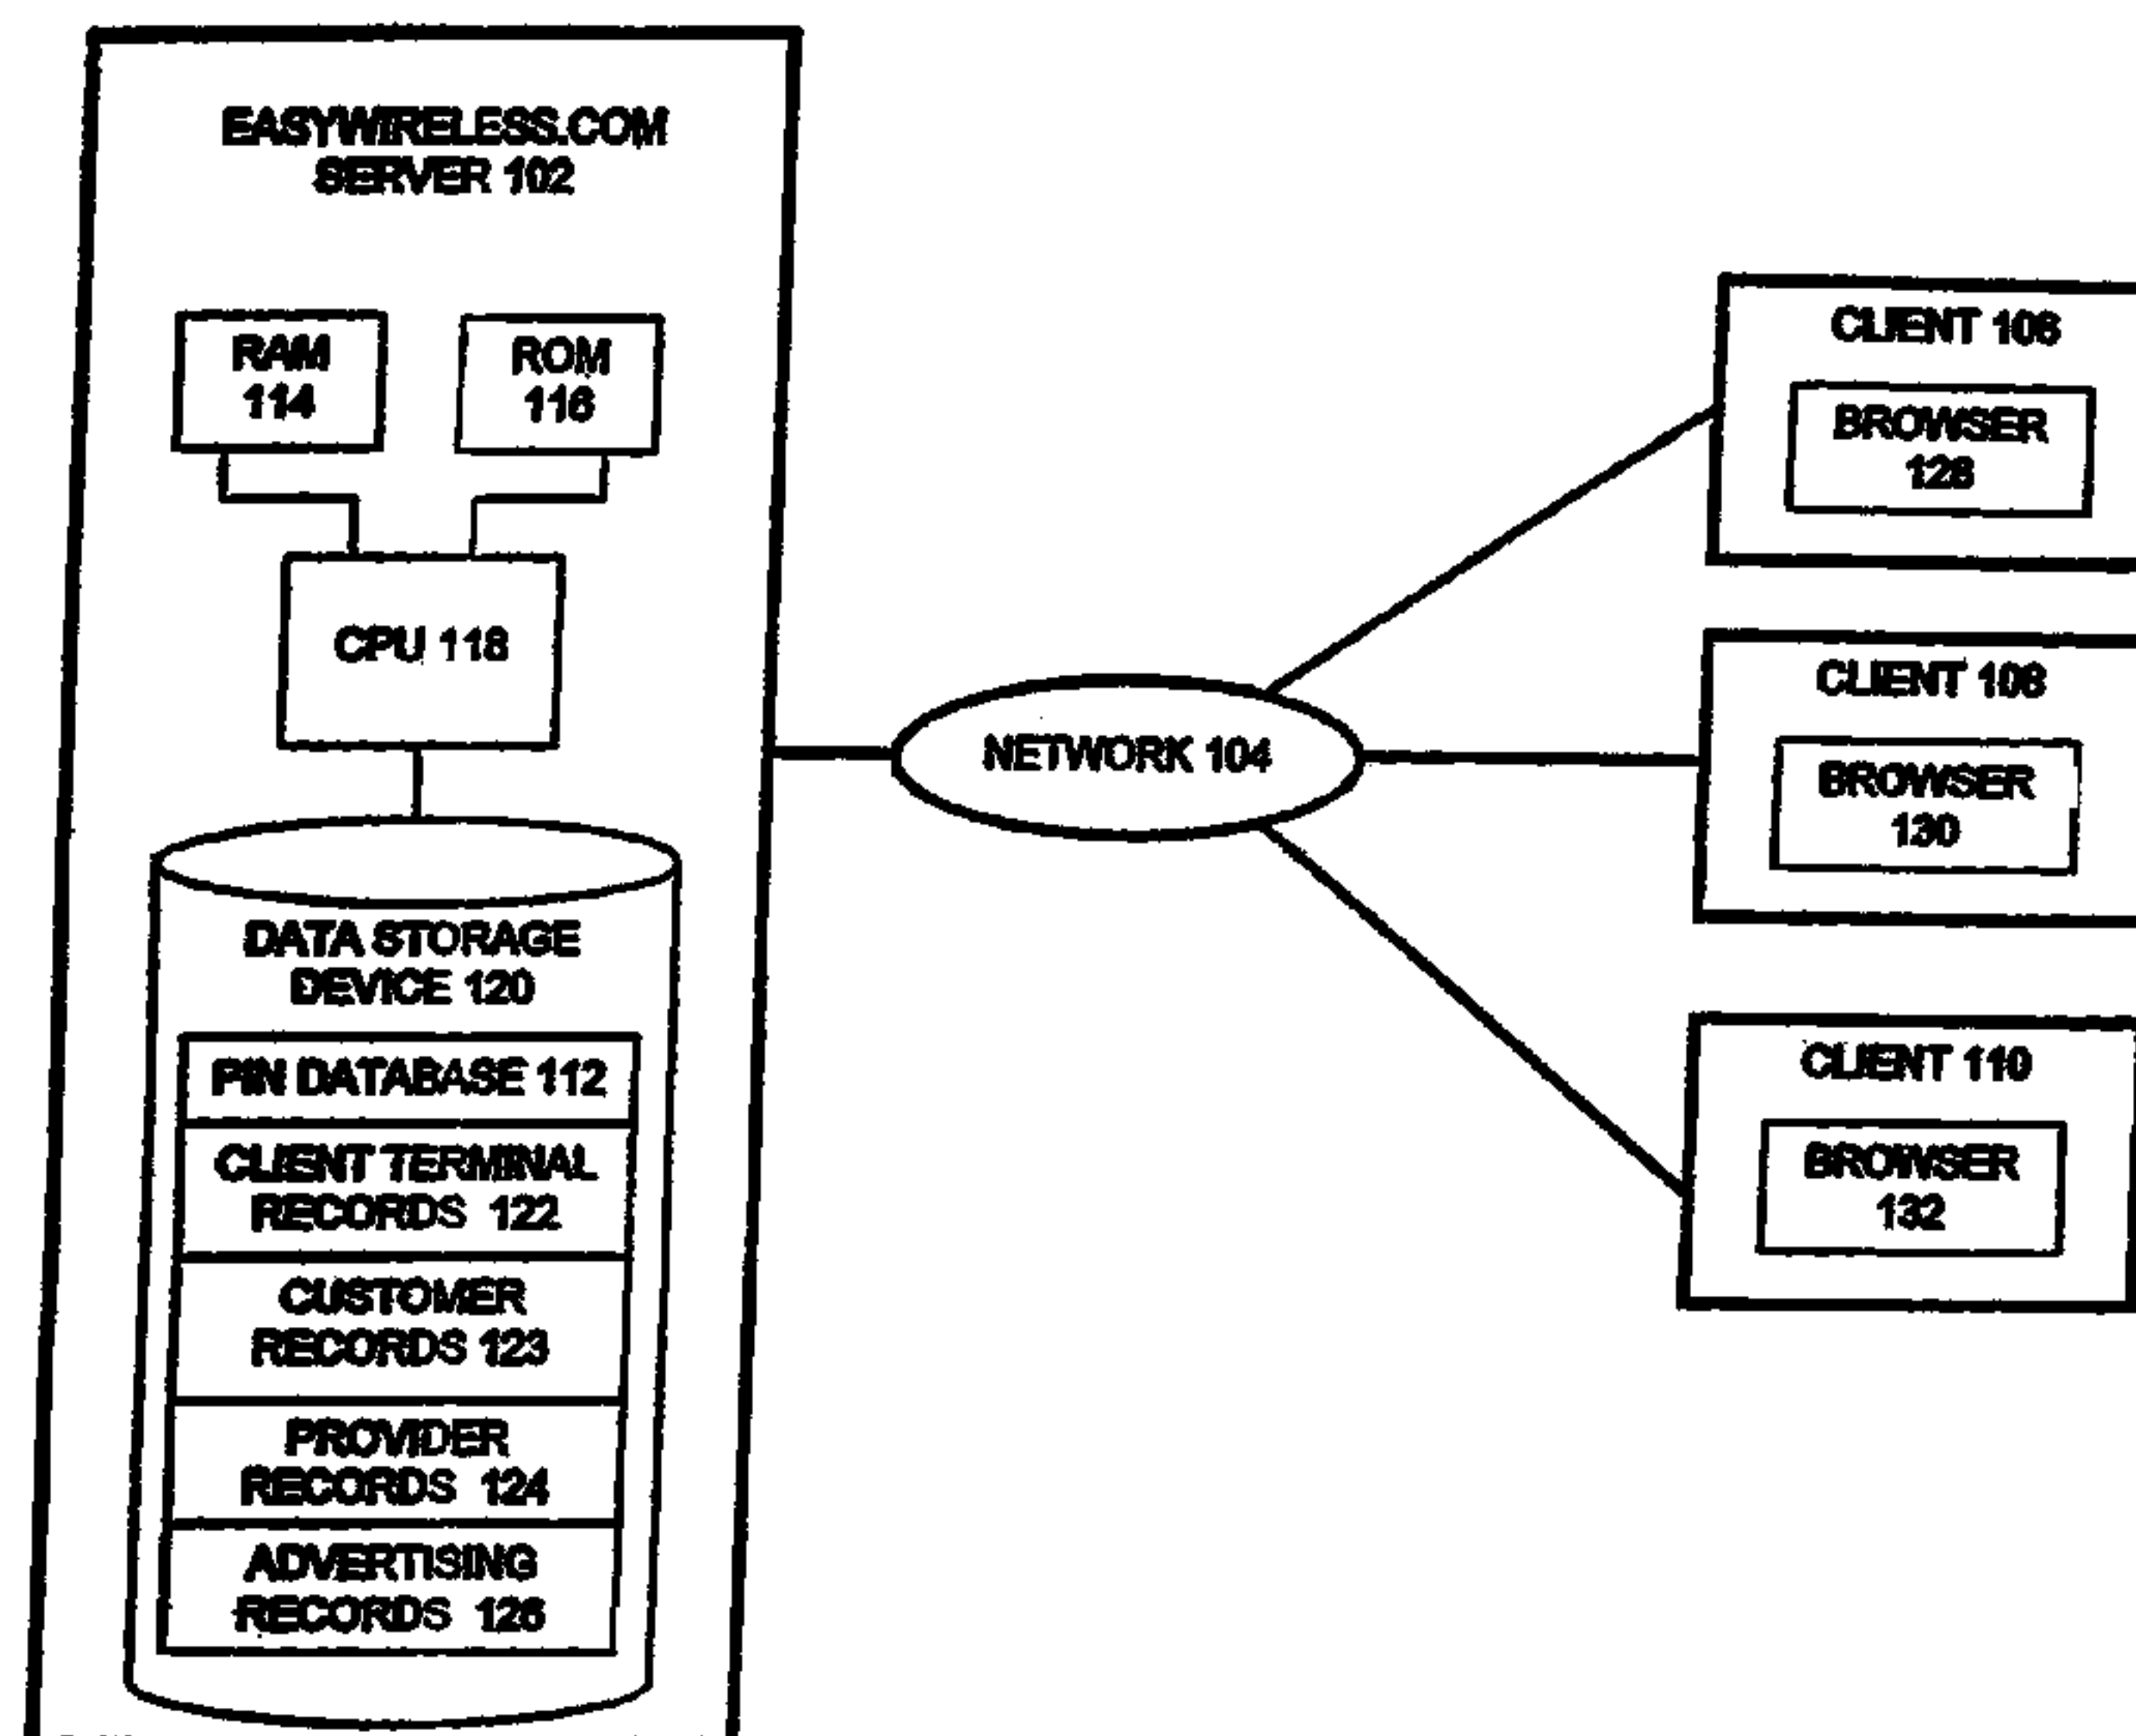 EASYWIRELESS.COM
SERVER 102
RAM
114
ROM
116
CPU 118
DATA STORAGE
DEVICE 120
PIN DATABASE 112
CLIENT TERMINAL
RECORDS 122
CUSTOMER
RECORDS 123
PROVIDER
RECORDS 124
ADVERTISING
RECORDS 126
NETWORK 104
CLIENT 106
BROWSER
128
CLIENT 108
BROWSER
130
CLIENT 110
BROWSER
132